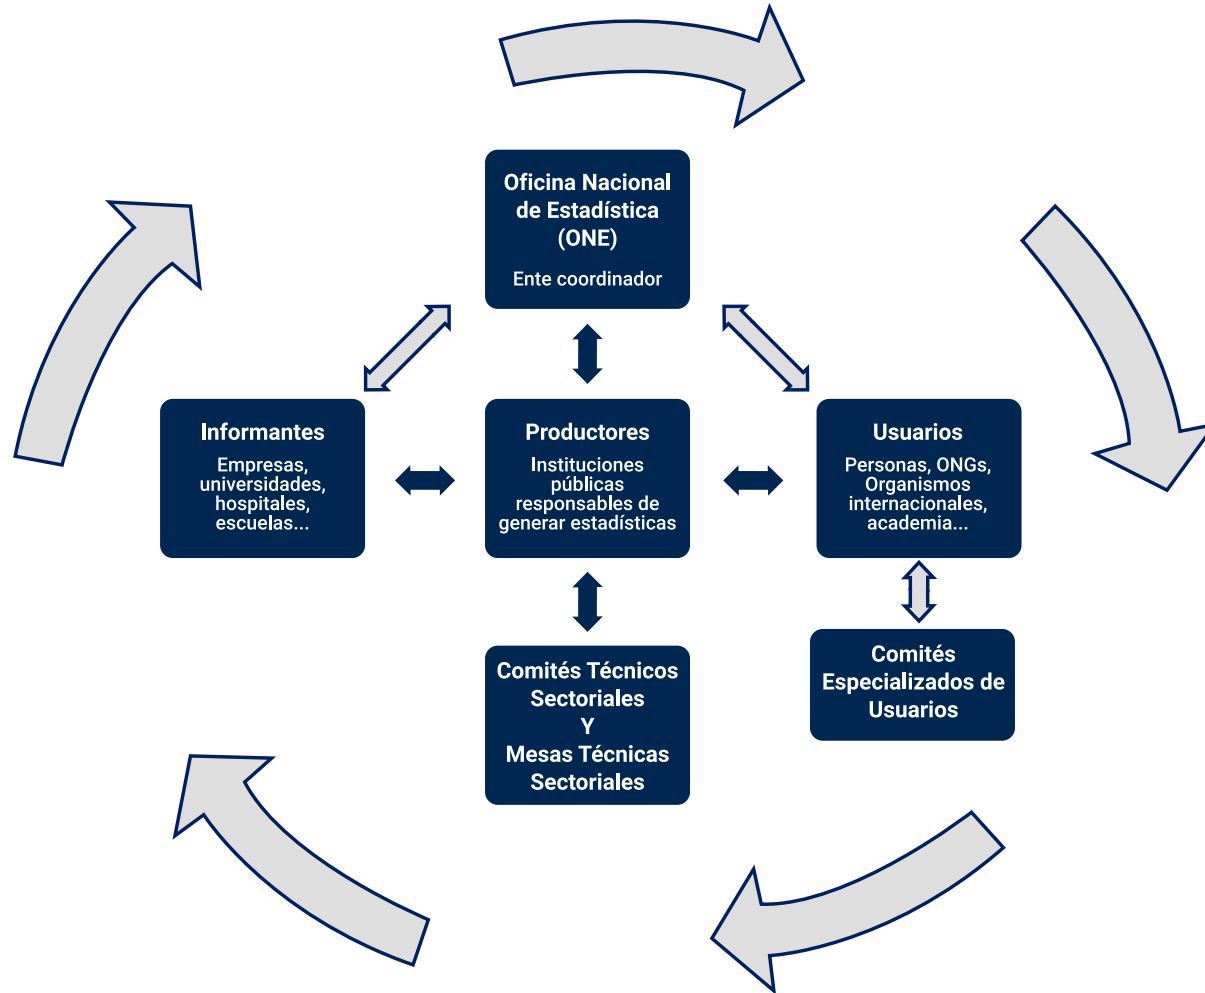 Oficina Nacional
de Estadística
(ONE)
Ente coordinador
Informantes
Empresas,
universidades,
hospitales,
escuelas...
Productores
Instituciones
públicas
responsables de
generar estadísticas
Usuarios
Personas, ONGs,
Organismos
internacionales,
academia...
Comités Técnicos
Sectoriales
Y
Mesas Técnicas
Sectoriales
Comités
Especializados de
Usuarios